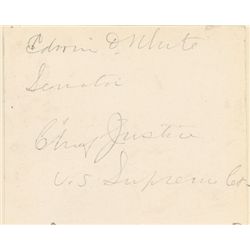 Edwin D. White
Senator
Chief Justice
U.S Supreme Co